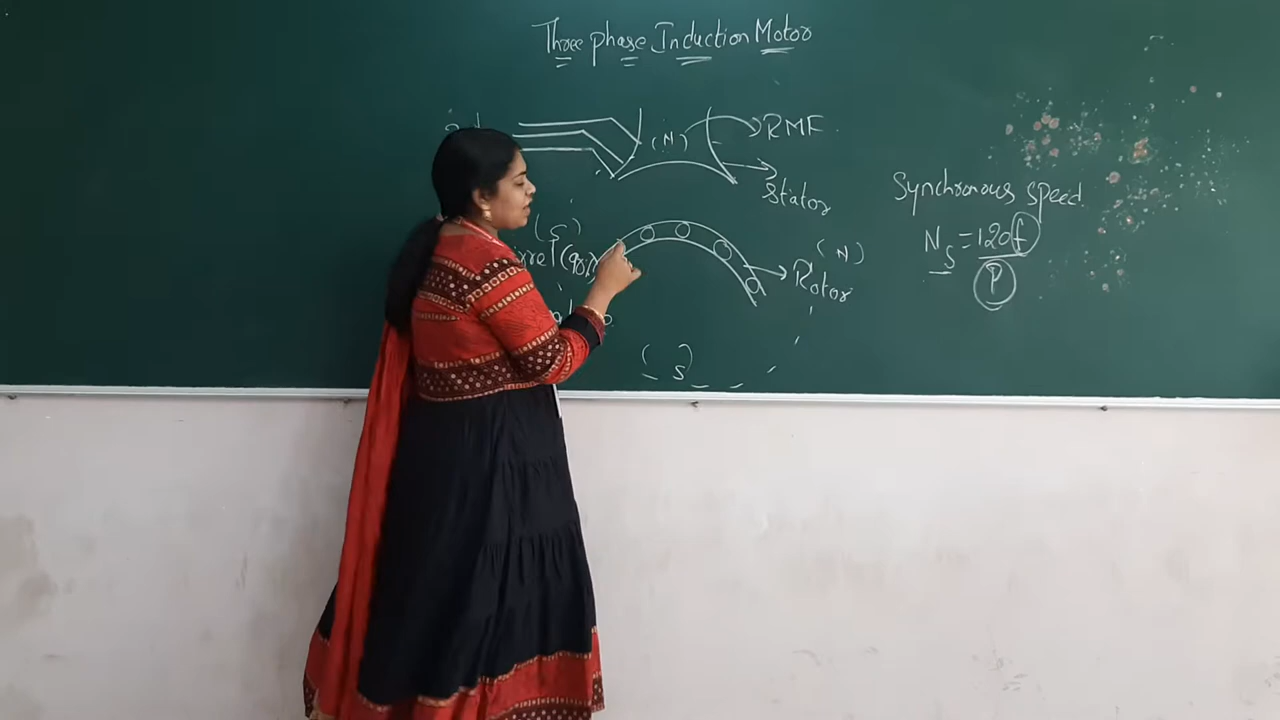 Three phase Induction Motor
(N) RMF
Stator
(S)
(N)
Rotor
(S)
Synchronous speed
Ns = 120f
P